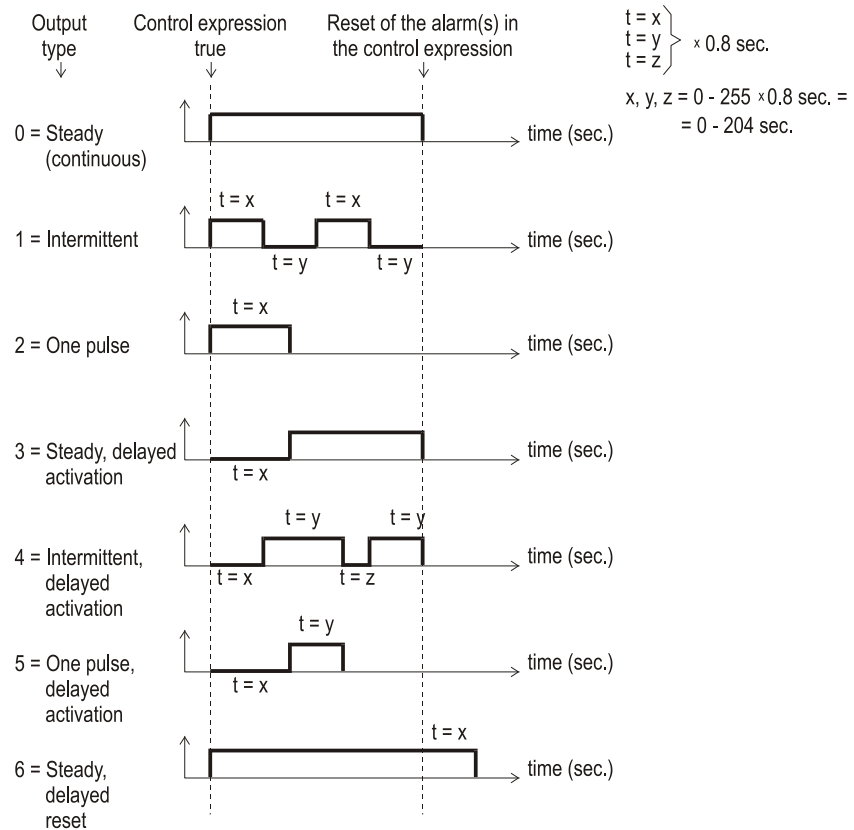 Output type
Control expression true
Reset of the alarm(s) in the control expression
t = x
t = y
t = z
× 0.8 sec.
x, y, z = 0 - 255 ×0.8 sec. =
= 0 - 204 sec.
0 = Steady
(continuous)
time (sec.)
t = x
t = x
1 = Intermittent
time (sec.)
t = y
t = y
t = x
2 = One pulse
time (sec.)
3 = Steady, delayed
activation
time (sec.)
t = x
t = y
t = y
4 = Intermittent,
delayed
activation
time (sec.)
t = x
t = z
t = y
5 = One pulse,
delayed
activation
time (sec.)
t = x
t = x
6 = Steady,
delayed
reset
time (sec.)